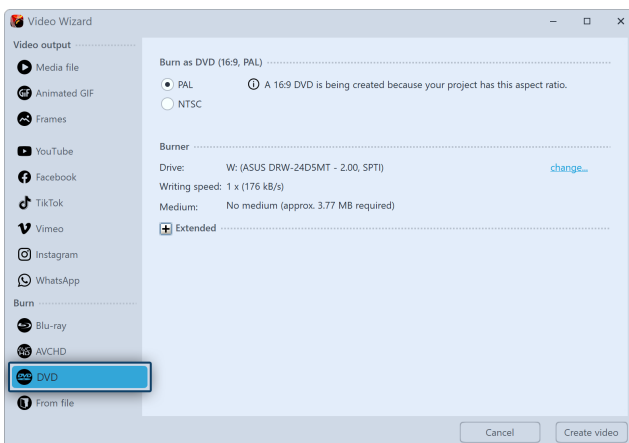 Video Wizard
Video output
Media file
GIF
Animated GIF
Frames
YouTube
Facebook
TikTok
Vimeo
Instagram
WhatsApp
Burn
Blu-ray
AVCHD
DVD
DVD
From file
Burn as DVD (16:9, PAL)
PAL
A 16:9 DVD is being created because your project has this aspect ratio.
NTSC
Burner
Drive: W: (ASUS DRW-24D5MT - 2.00, SPTI) change...
Writing speed: 1 x (176 kB/s)
Medium: No medium (approx. 3.77 MB required)
Extended
Cancel
Create video